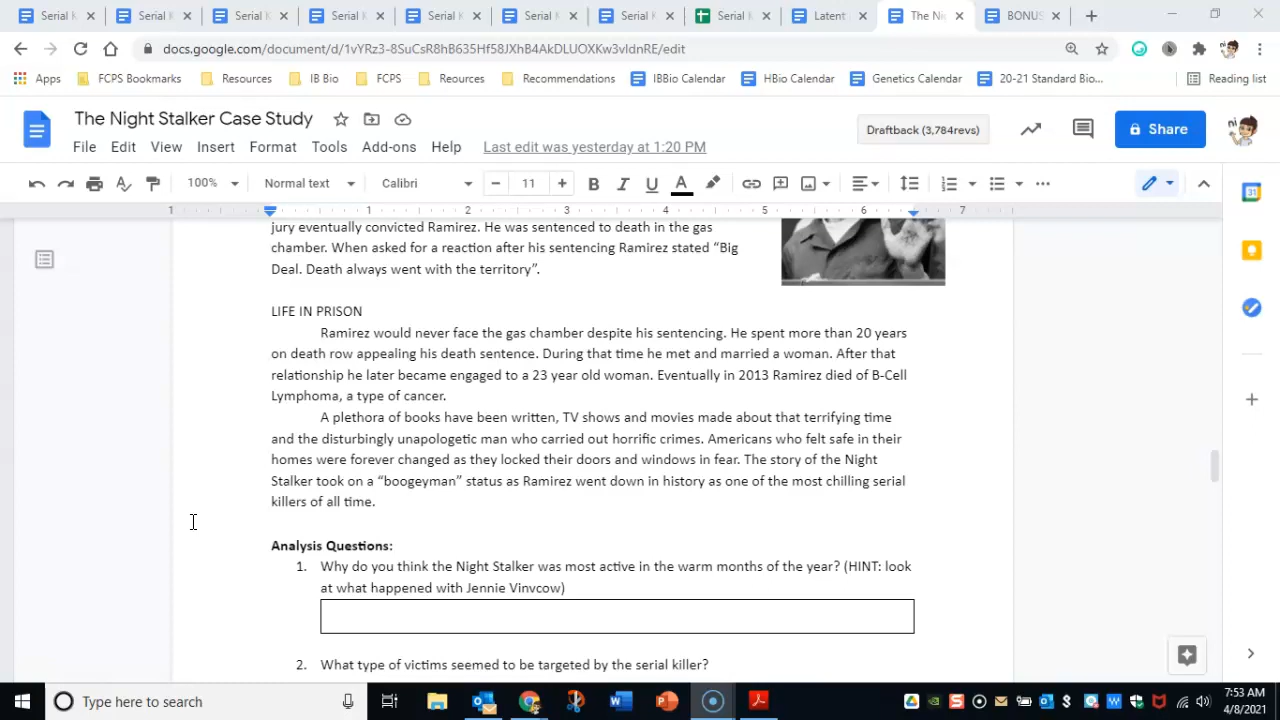 Serial K
Serial K
Serial K
Serial K
Serial K
Serial K
Serial K
Serial
Latent
The Ni
BONUS
docs.google.com/document/d/1vYRz3-8SuCsR8hB635Hf58JXhB4AkDLUOXKw3vIdnRE/edit
Apps
FCPS Bookmarks
Resources
IB Bio
FCPS
Reources
Recommendations
IBBio Calendar
HBio Calendar
Genetics Calendar
20-21 Standard Bio...
Reading list
The Night Stalker Case Study
Draftback (3,784revs)
Share
File Edit View Insert Format Tools Add-ons Help Last edit was yesterday at 1:20 PM
100% Normal text Calibri 11 B I U A
1 1 2 3 4 5 6 7
jury eventually convicted Ramirez. He was sentenced to death in the gas
chamber. When asked for a reaction after his sentencing Ramirez stated “Big
Deal. Death always went with the territory”.
LIFE IN PRISON
Ramirez would never face the gas chamber despite his sentencing. He spent more than 20 years
on death row appealing his death sentence. During that time he met and married a woman. After that
relationship he later became engaged to a 23 year old woman. Eventually in 2013 Ramirez died of B-Cell
Lymphoma, a type of cancer.
A plethora of books have been written, TV shows and movies made about that terrifying time
and the disturbingly unapologetic man who carried out horrific crimes. Americans who felt safe in their
homes were forever changed as they locked their doors and windows in fear. The story of the Night
Stalker took on a “boogeyman” status as Ramirez went down in history as one of the most chilling serial
killers of all time.
Analysis Questions:
1. Why do you think the Night Stalker was most active in the warm months of the year? (HINT: look
at what happened with Jennie Vinvcow)
2. What type of victims seemed to be targeted by the serial killer?
Type here to search
7:53 AM
4/8/2021